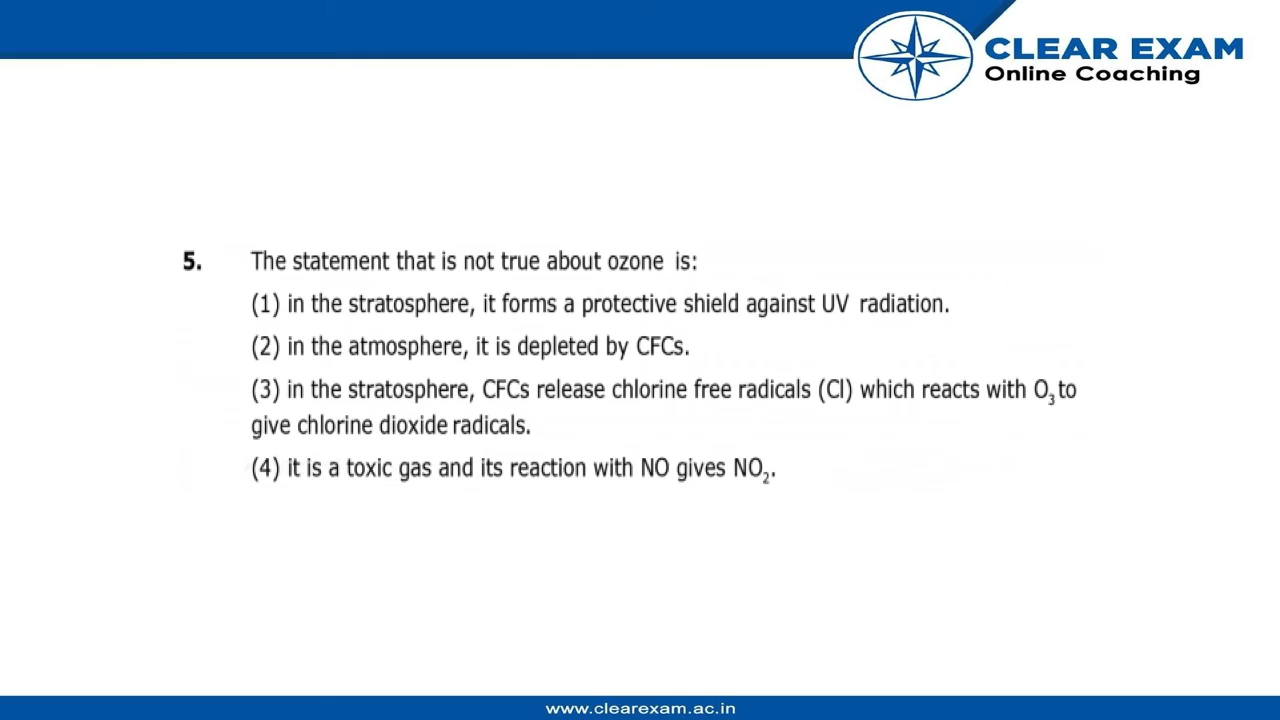 CLEAR EXAM
Online Coaching
5. The statement that is not true about ozone is:
(1) in the stratosphere, it forms a protective shield against UV radiation.
(2) in the atmosphere, it is depleted by CFCs.
(3) in the stratosphere, CFCs release chlorine free radicals (Cl) which reacts with O₃ to
give chlorine dioxide radicals.
(4) it is a toxic gas and its reaction with NO gives NO₂.
www.clearexam.ac.in